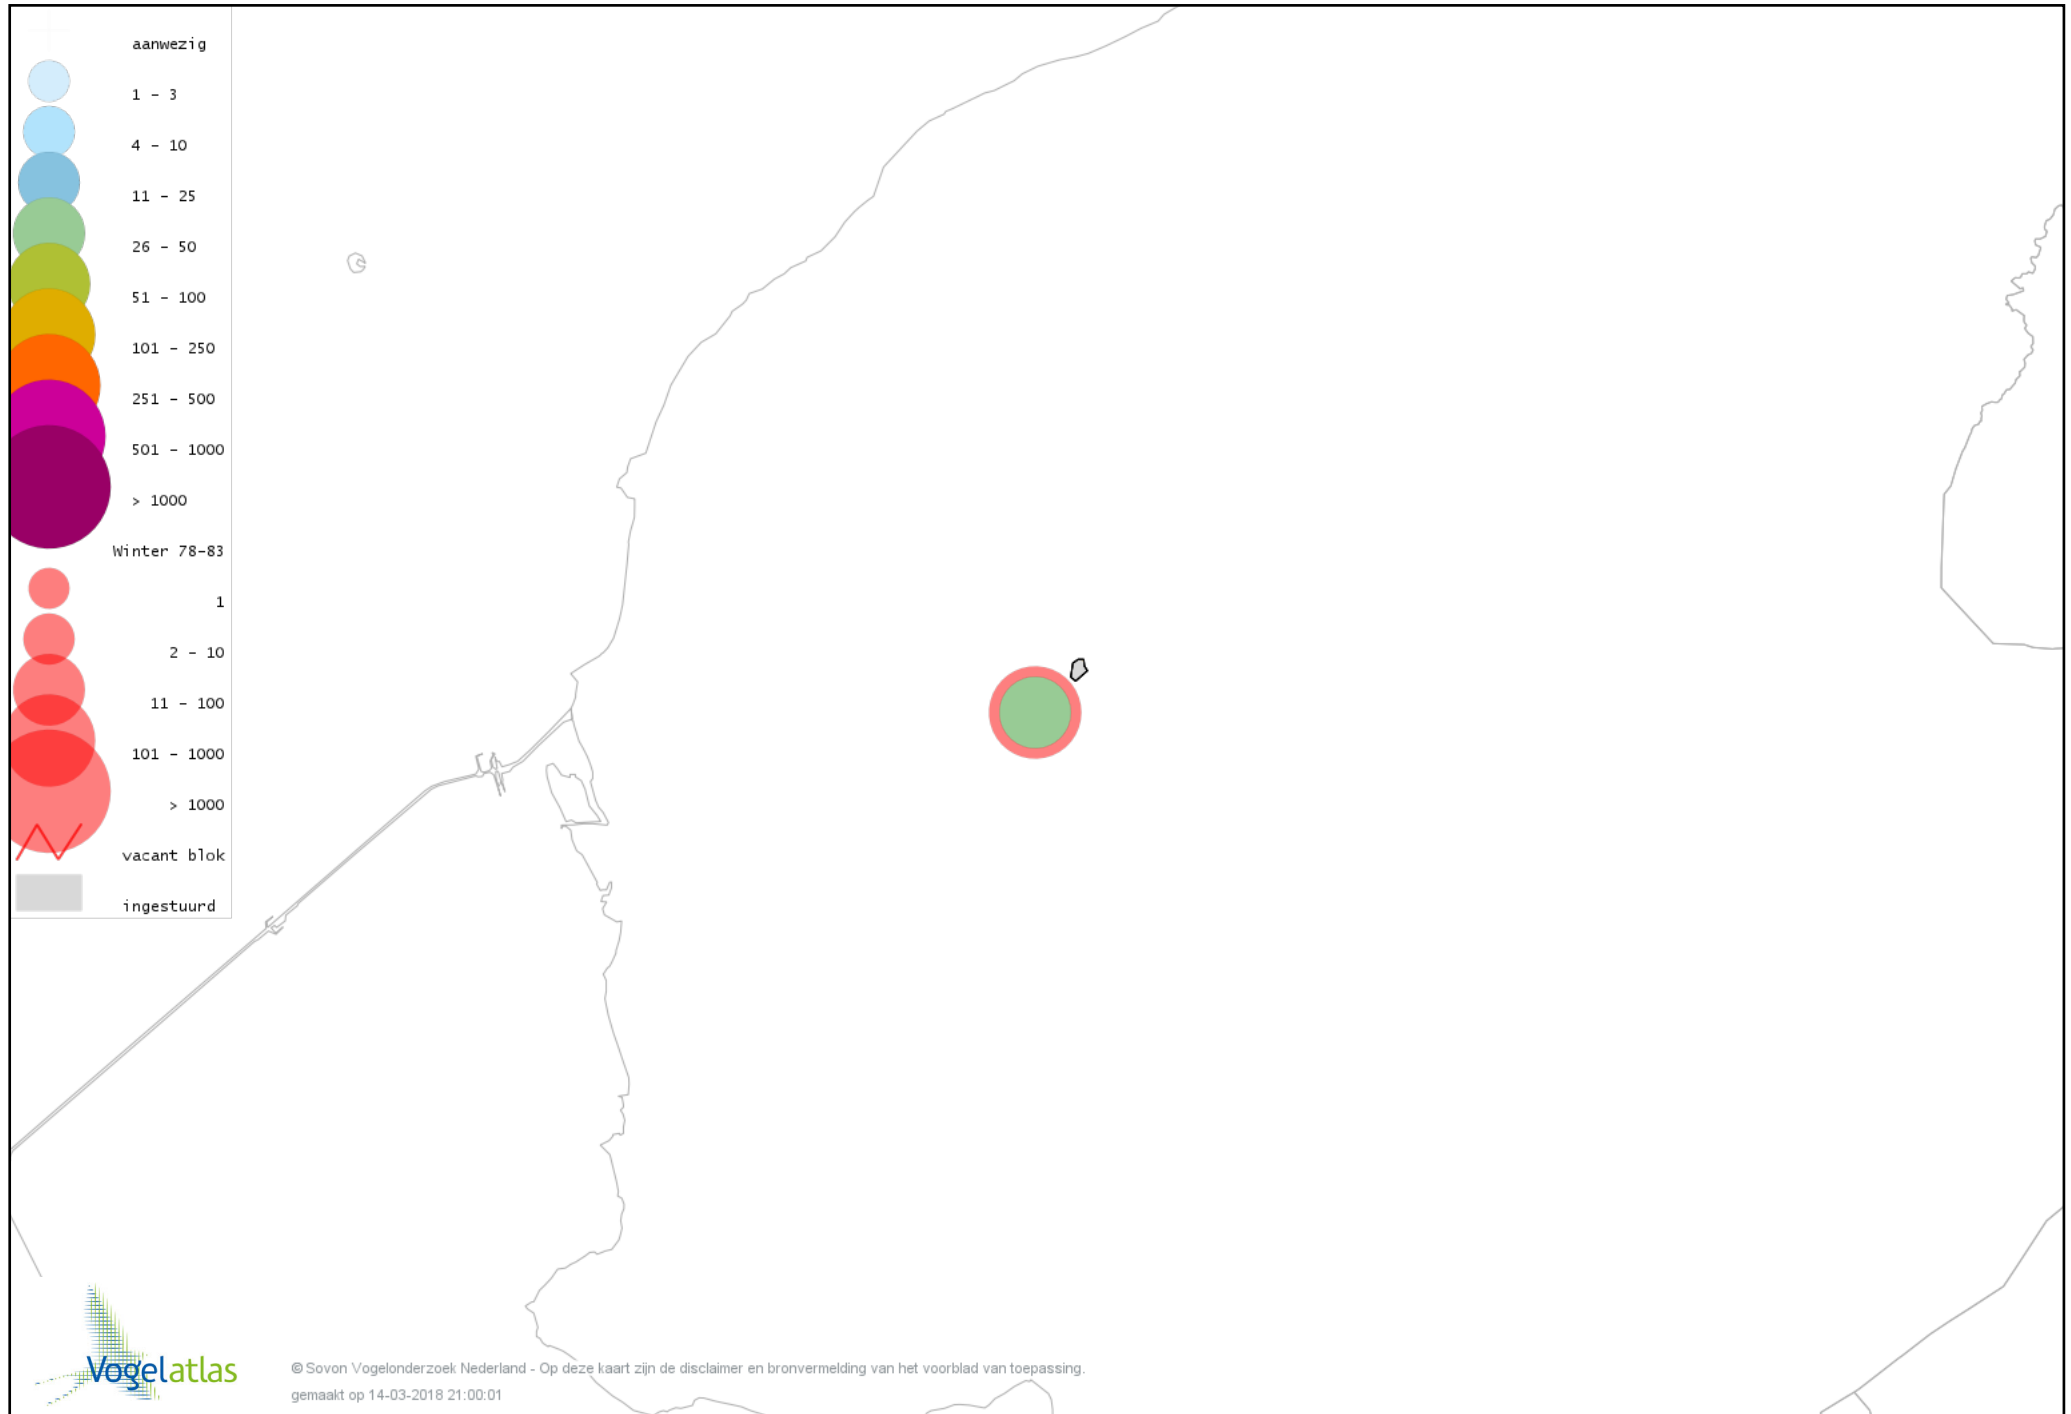 aanwezig
1 - 3
4 - 10
11 - 25
26 - 50
51 - 100
101 - 250
251 - 500
501 - 1000
> 1000
Winter 78-83
1
2 - 10
11 - 100
101 - 1000
> 1000
vacant blok
ingestuurd
Vogelatlas
© Sovon Vogelonderzoek Nederland - Op deze kaart zijn de disclaimer en bronvermelding van het voorblad van toepassing.
gemaakt op 14-03-2018 21:00:01